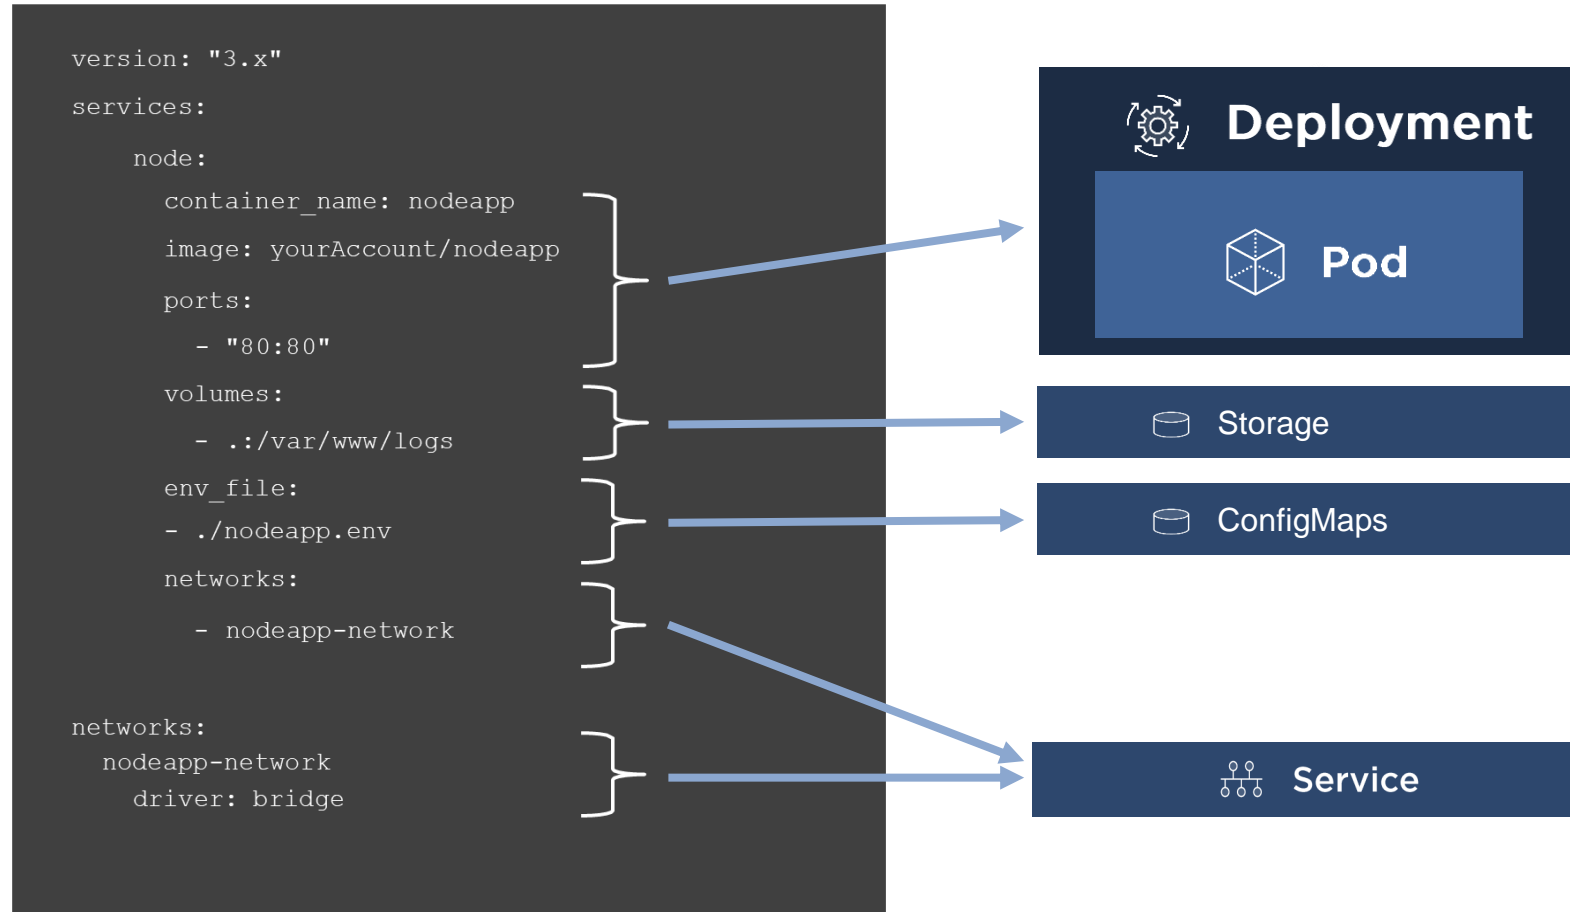 version: "3.x"
services:
node:
container_name: nodeapp
image: yourAccount/nodeapp
ports:
- "80:80"
volumes:
- .:/var/www/logs
env_file:
- ./nodeapp.env
networks:
- nodeapp-network
networks:
nodeapp-network
driver: bridge
Deployment
Pod
Storage
ConfigMaps
Service